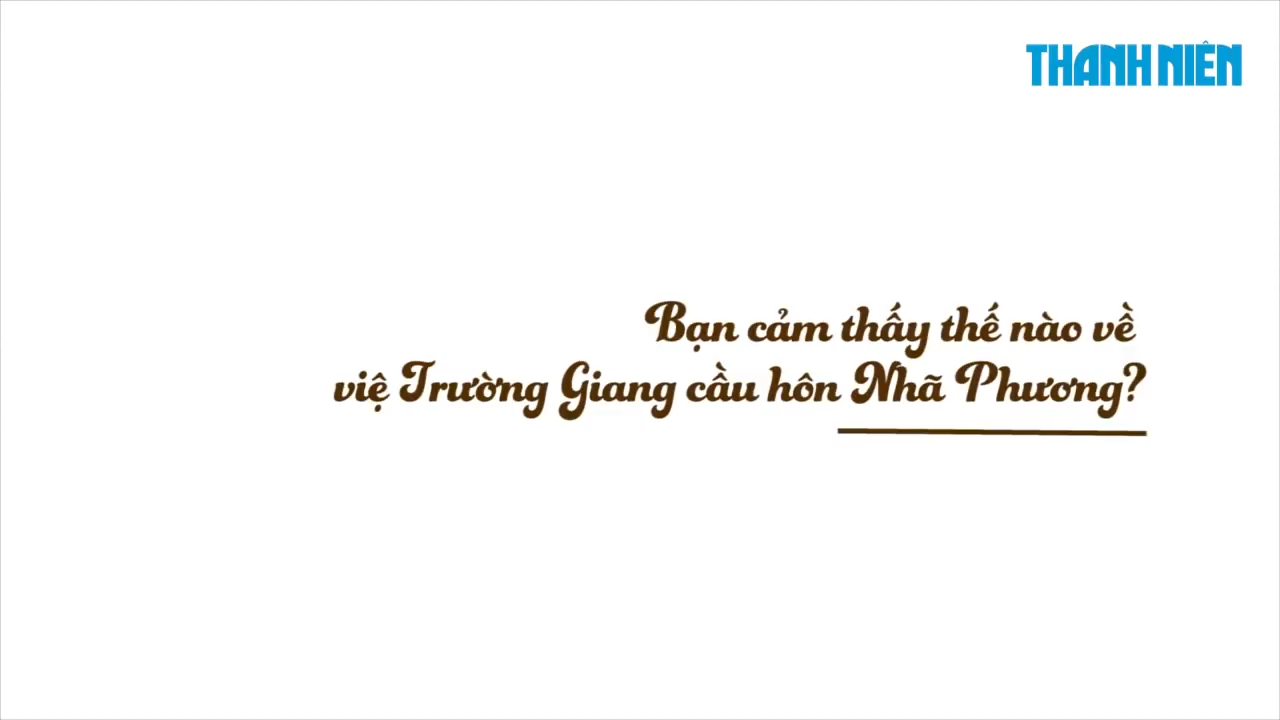 THANH NIÊN
Bạn cảm thấy thế nào về
việ Trường Giang cầu hôn Nhã Phương?